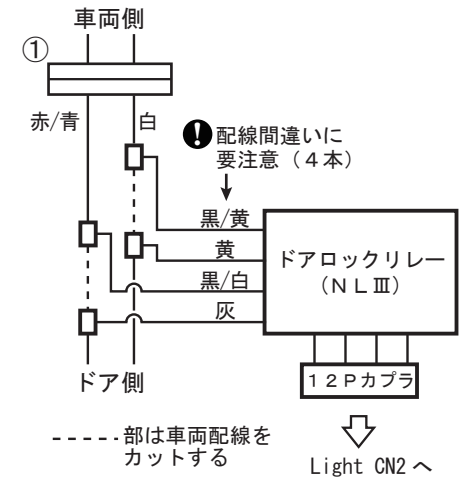 車両側
①
赤/青
白
!
配線間違いに
要注意（４本）
黒/黄
黄
黒/白
灰
ドアロックリレー
（ＮＬⅢ）
１２Ｐカプラ
ドア側
-----部は車両配線を
カットする
Light CN2 へ